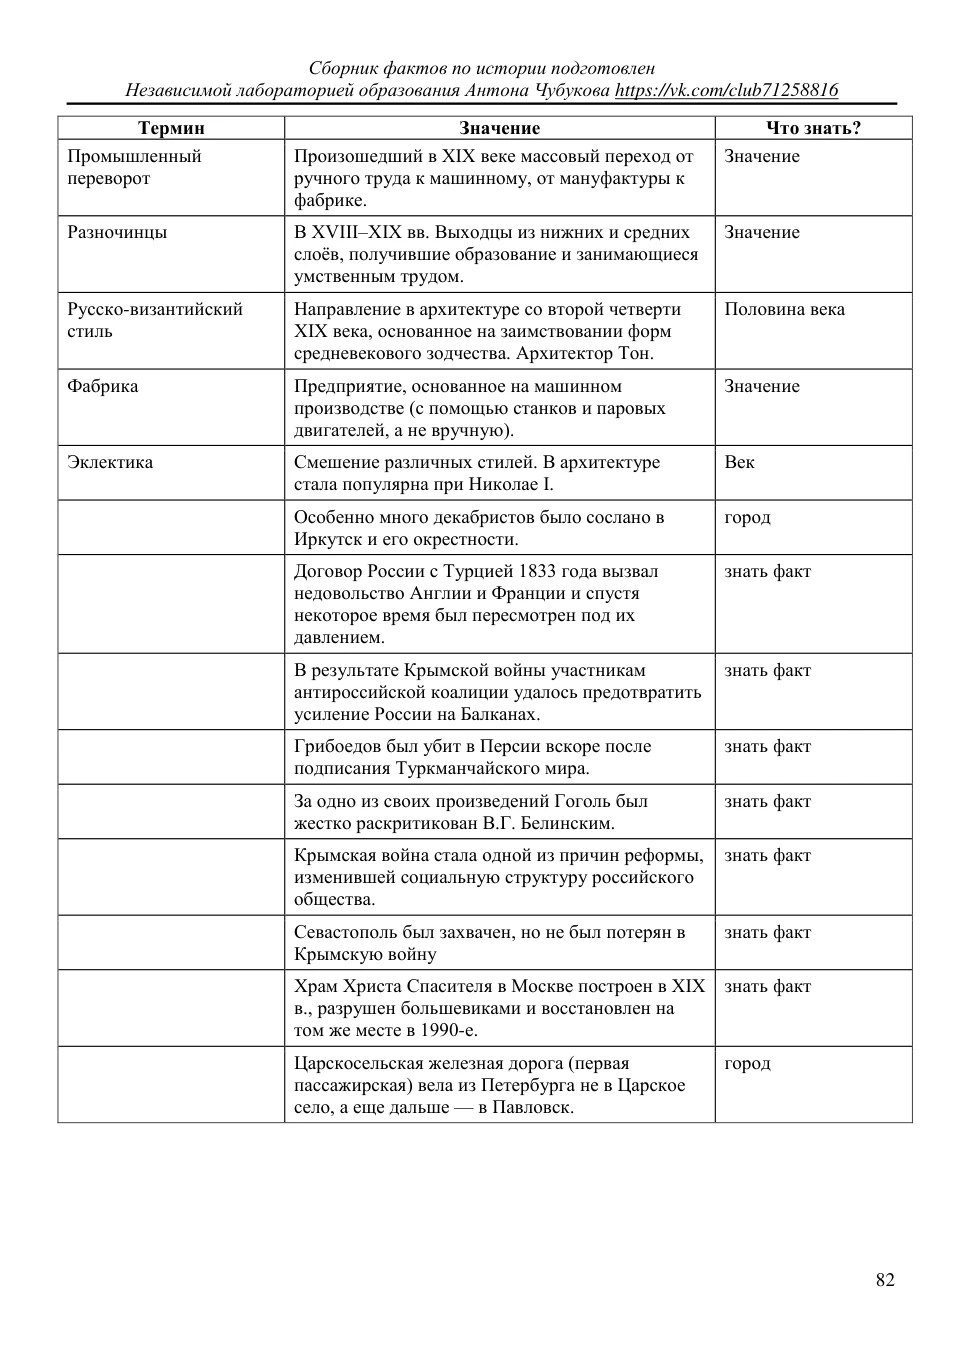 Сборник фактов по истории подготовлен
Независимой лабораторией образования Антона Чубукова https://vk.com/club71258816
Термин
Значение
Что знать?
Промышленный
переворот
Произошедший в XIX веке массовый переход от
ручного труда к машинному, от мануфактуры к
фабрике.
Значение
Разночинцы
В XVIII–XIX вв. Выходцы из нижних и средних
слоёв, получившие образование и занимающиеся
умственным трудом.
Значение
Русско-византийский
стиль
Направление в архитектуре со второй четверти
XIX века, основанное на заимствовании форм
средневекового зодчества. Архитектор Тон.
Половина века
Фабрика
Предприятие, основанное на машинном
производстве (с помощью станков и паровых
двигателей, а не вручную).
Значение
Эклектика
Смешение различных стилей. В архитектуре
стала популярна при Николае I.
Век
Особенно много декабристов было сослано в
Иркутск и его окрестности.
город
Договор России с Турцией 1833 года вызвал
недовольство Англии и Франции и спустя
некоторое время был пересмотрен под их
давлением.
знать факт
В результате Крымской войны участникам
антироссийской коалиции удалось предотвратить
усиление России на Балканах.
знать факт
Грибоедов был убит в Персии вскоре после
подписания Туркманчайского мира.
знать факт
За одно из своих произведений Гоголь был
жестко раскритикован В.Г. Белинским.
знать факт
Крымская война стала одной из причин реформы,
изменившей социальную структуру российского
общества.
знать факт
Севастополь был захвачен, но не был потерян в
Крымскую войну
знать факт
Храм Христа Спасителя в Москве построен в XIX
в., разрушен большевиками и восстановлен на
том же месте в 1990-е.
знать факт
Царскосельская железная дорога (первая
пассажирская) вела из Петербурга не в Царское
село, а еще дальше — в Павловск.
город
82